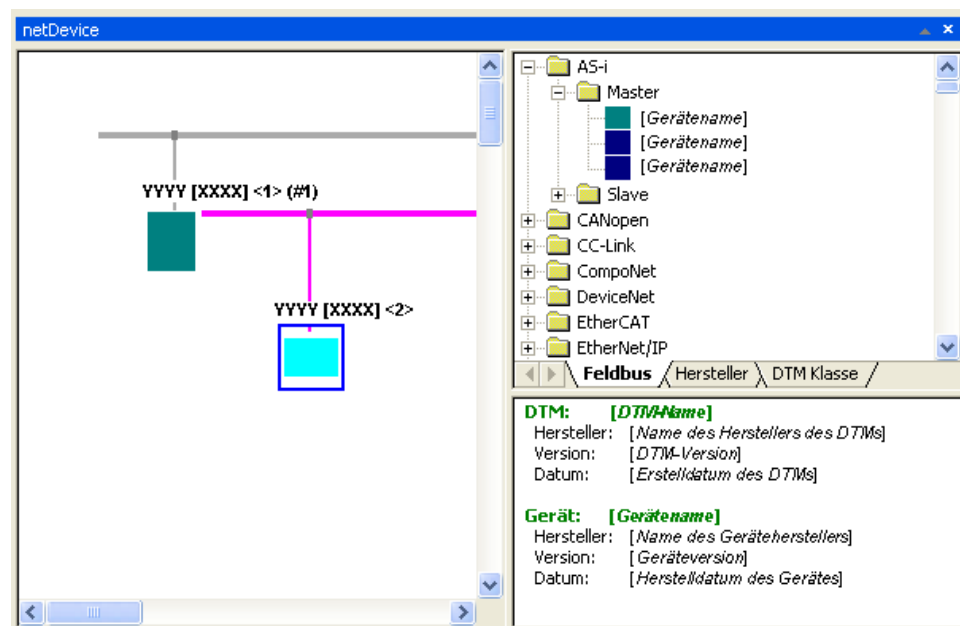 netDevice
YYYY [XXXX] <1> (#1)
YYYY [XXXX] <2>
AS-i
Master
[Gerätename]
[Gerätename]
[Gerätename]
Slave
CANopen
CC-Link
CompoNet
DeviceNet
EtherCAT
EtherNet/IP
Feldbus Hersteller DTM Klasse
DTM: [DTM-Name]
Hersteller: [Name des Herstellers des DTMs]
Version: [DTM-Version]
Datum: [Erstelldatum des DTMs]
Gerät: [Gerätename]
Hersteller: [Name des Geräteherstellers]
Version: [Geräteversion]
Datum: [Herstelldatum des Gerätes]